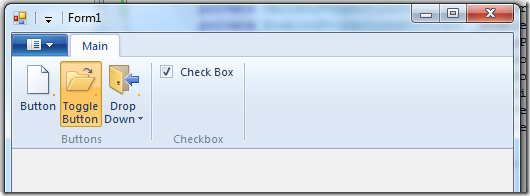 Form1
Main
Button
Toggle Button
Drop Down
Check Box
Buttons
Checkbox